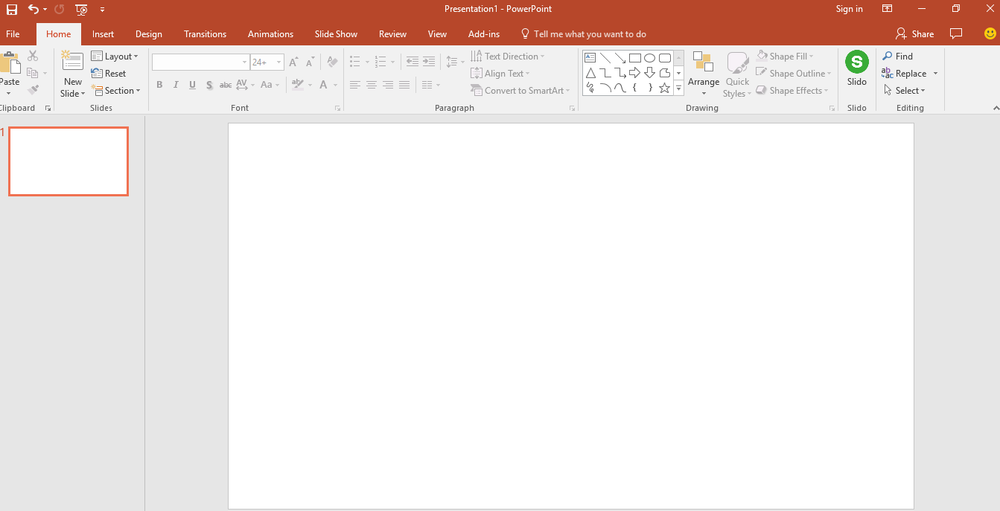 Presentation1 - PowerPoint
Sign in
File Home Insert Design Transitions Animations Slide Show Review View Add-ins Tell me what you want to do Share
Layout Text Direction Shape Fill Find
24+
Reset Align Text Shape Outline Replace
Paste New Arrange Quick Slido
Slide Section B I U S abc AV Aa A Convert to SmartArt Styles Shape Effects Select
lipboard Slides Font Paragraph Drawing Slido Editing
1